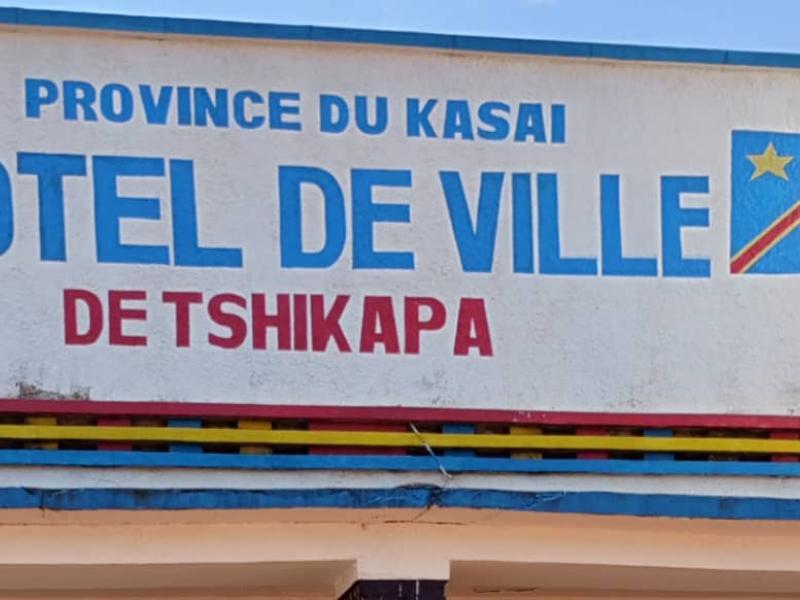 PROVINCE DU KASAI
OTEL DE VILLE
DE TSHIKAPA